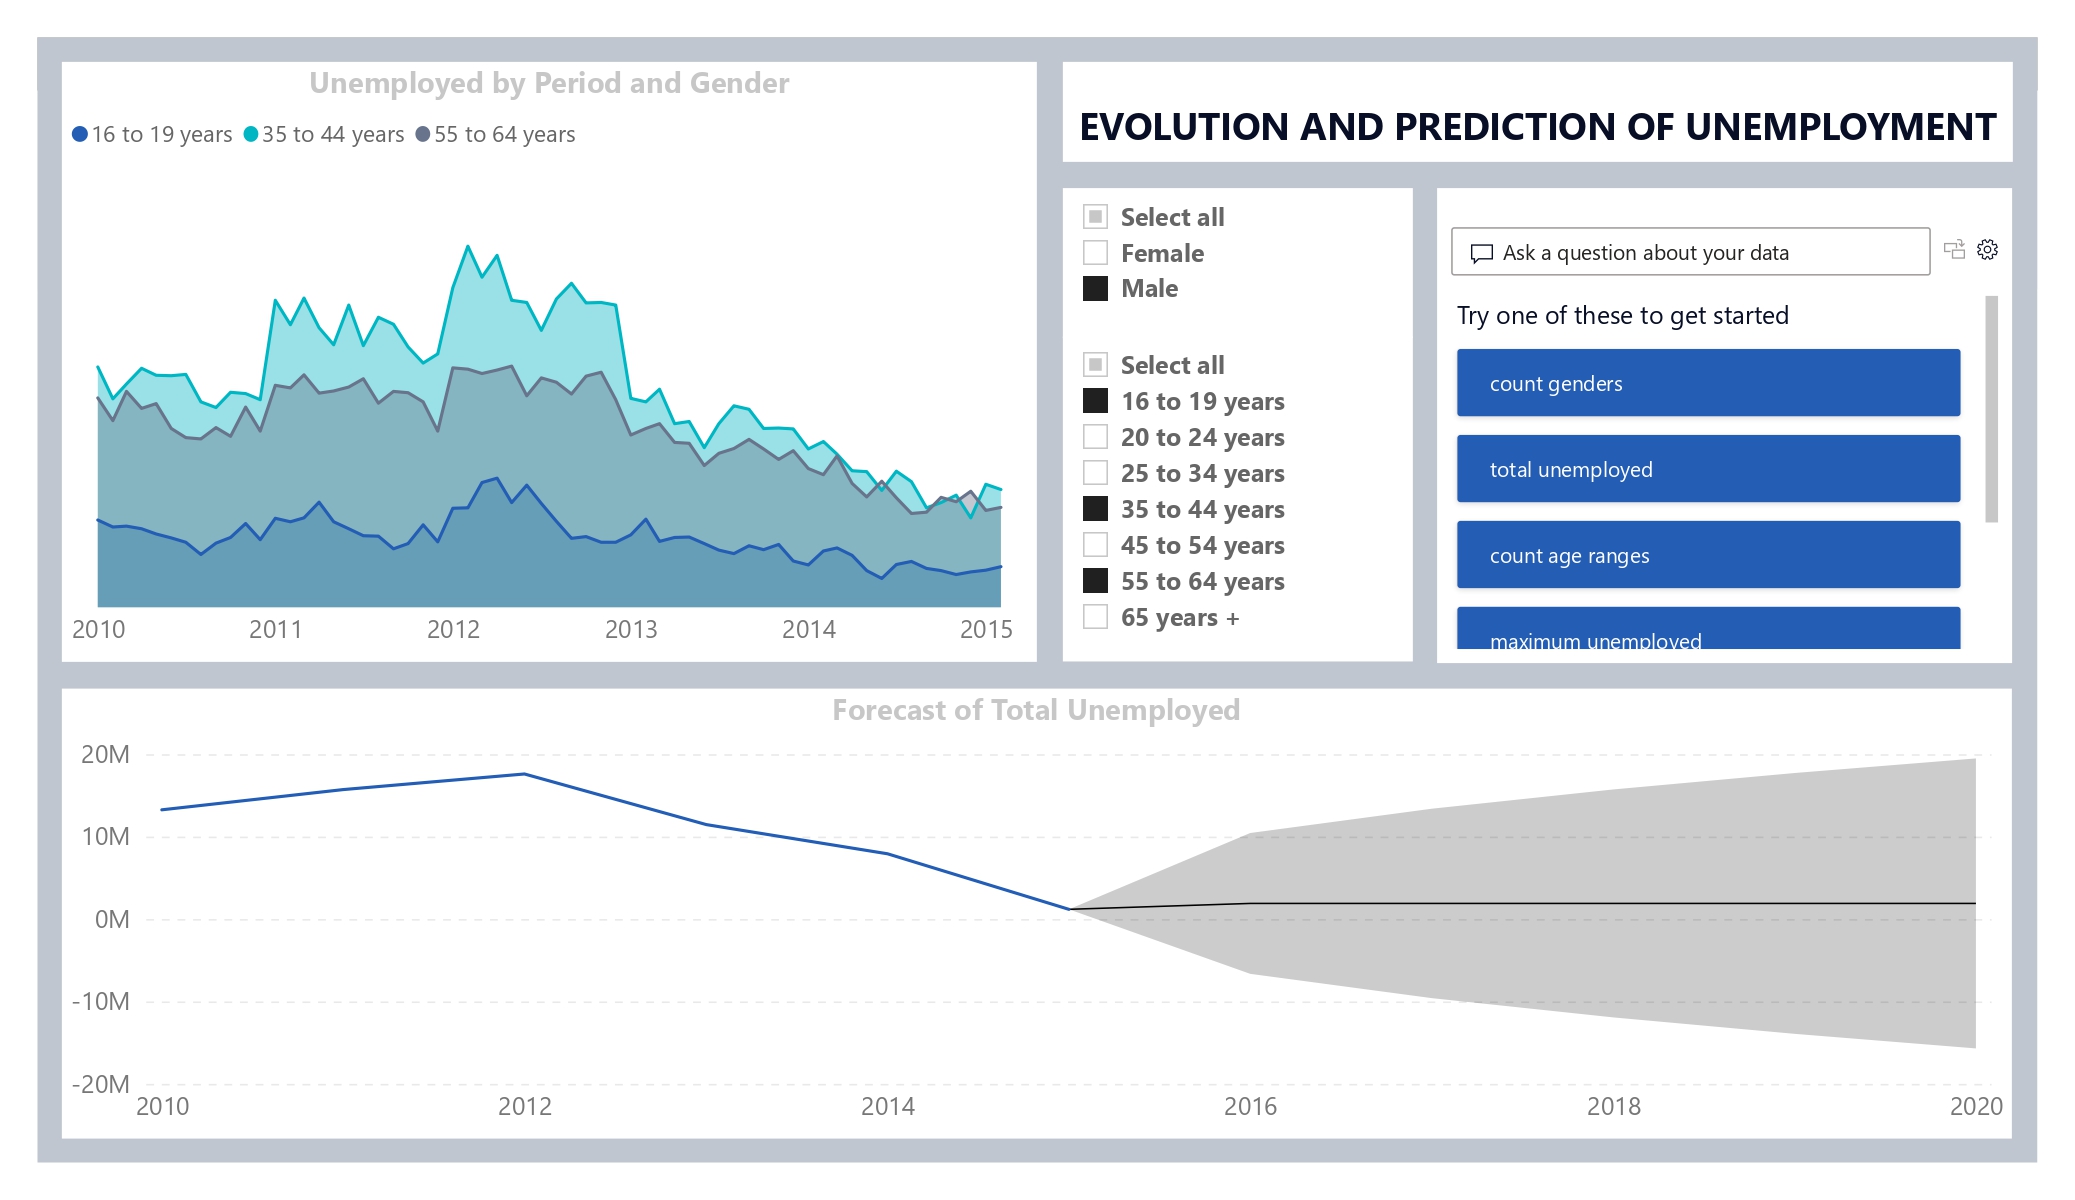 Unemployed by Period and Gender
16 to 19 years 35 to 44 years 55 to 64 years
2010 2011 2012 2013 2014 2015
EVOLUTION AND PREDICTION OF UNEMPLOYMENT
Select all
Female
Male
Select all
16 to 19 years
20 to 24 years
25 to 34 years
35 to 44 years
45 to 54 years
55 to 64 years
65 years +
Ask a question about your data
Try one of these to get started
count genders
total unemployed
count age ranges
maximum unemployed
Forecast of Total Unemployed
20M
10M
0M
-10M
-20M
2010 2012 2014 2016 2018 2020